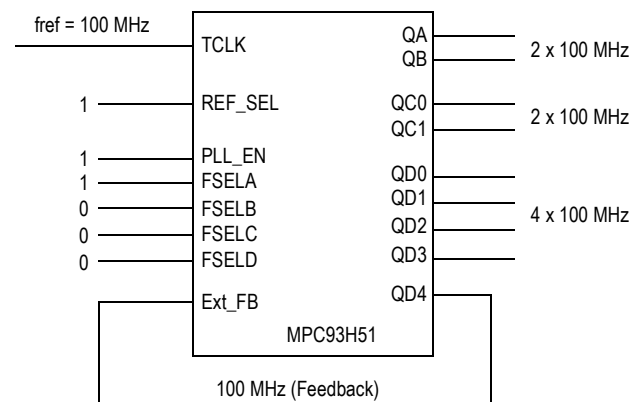 fref = 100 MHz
TCLK
QA
QB
2 x 100 MHz
1
REF_SEL
QC0
QC1
2 x 100 MHz
1
PLL_EN
1
FSELA
0
FSELB
0
FSELC
0
FSELD
QD0
QD1
QD2
QD3
4 x 100 MHz
Ext_FB
QD4
MPC93H51
100 MHz (Feedback)